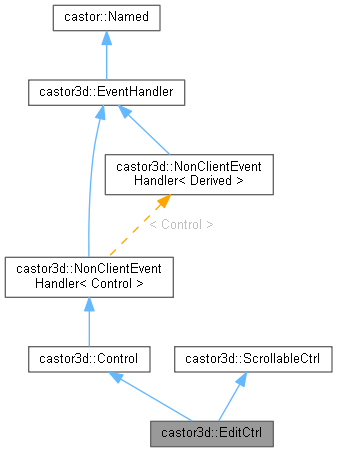 castor::Named
castor3d::EventHandler
castor3d::NonClientEvent
Handler< Derived >
< Control >
castor3d::NonClientEvent
Handler< Control >
castor3d::Control
castor3d::ScrollableCtrl
castor3d::EditCtrl